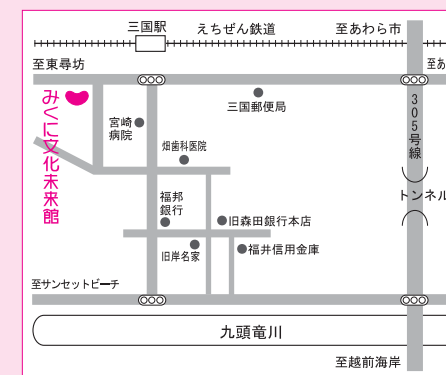 三国駅
えちぜん鉄道
至あわら市
至東尋坊
至あ
みくに文化未来館
宮崎
病院
三国郵便局
305号線
畑歯科医院
トンネル
福邦
銀行
旧森田銀行本店
旧岸名家
福井信用金庫
至サンセットビーチ
九頭竜川
至越前海岸